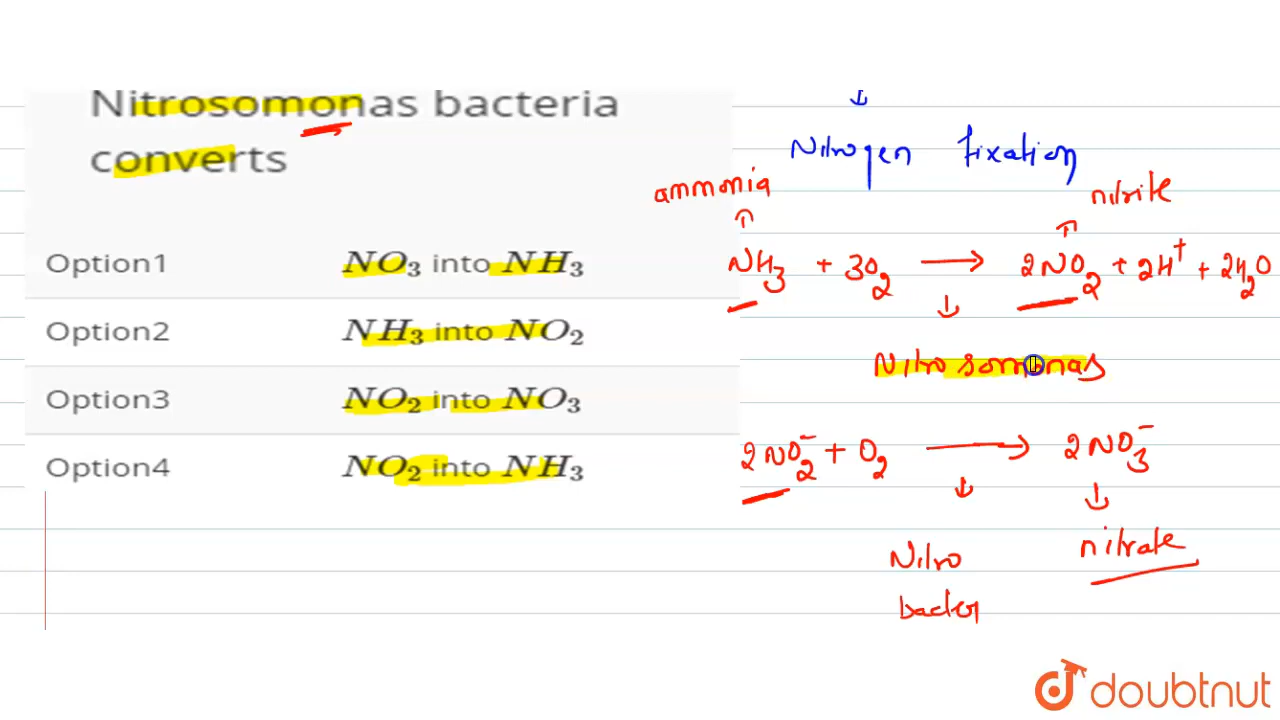 Nitrosomonas bacteria
converts
Option1 NO₃ into NH₃
Option2 NH₃ into NO₂
Option3 NO₂ into NO₃
Option4 NO₂ into NH₃
↓
Nitrogen fixation
ammonia nitrite
↑ ↑
NH₃ + 3O₂ → 2NO₂ + 2H⁺ + 2H₂O
↓
Nitrosomonas
2NO₂⁻ + O₂ → 2NO₃⁻
↓ ↓
Nitro nitrate
bacter
doubtnut